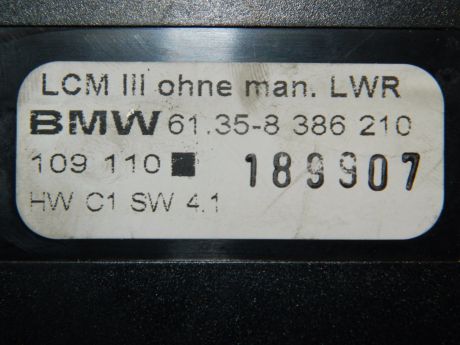 LCM III ohne man. LWR
BMW 61.35-8 386 210
109 110 ■ 189907
HW C1 SW 4.1